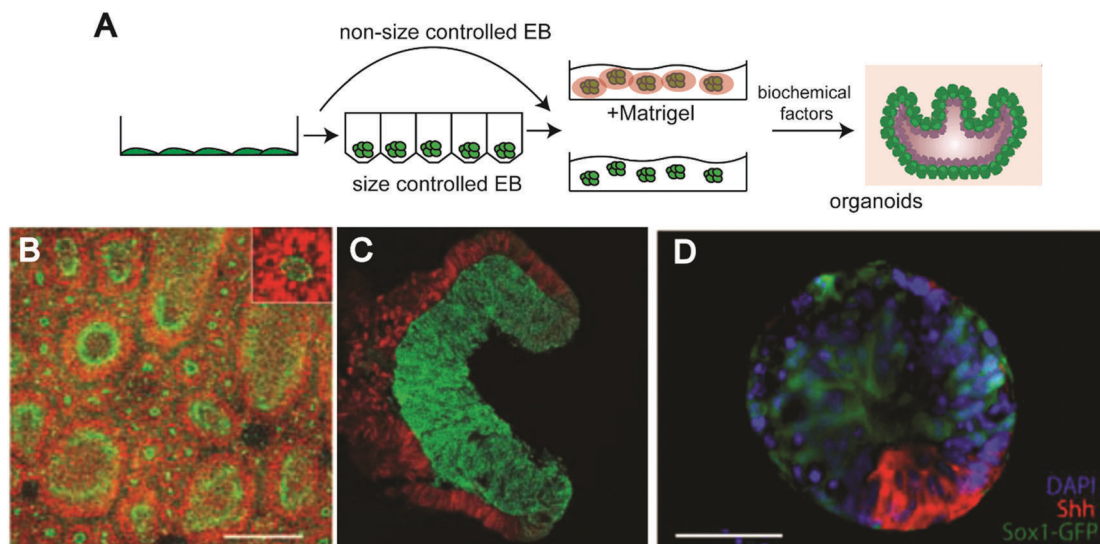 A
non-size controlled EB
size controlled EB
+Matrigel
biochemical
factors
organoids
B
C
D
DAPI
Shh
Sox1-GFP